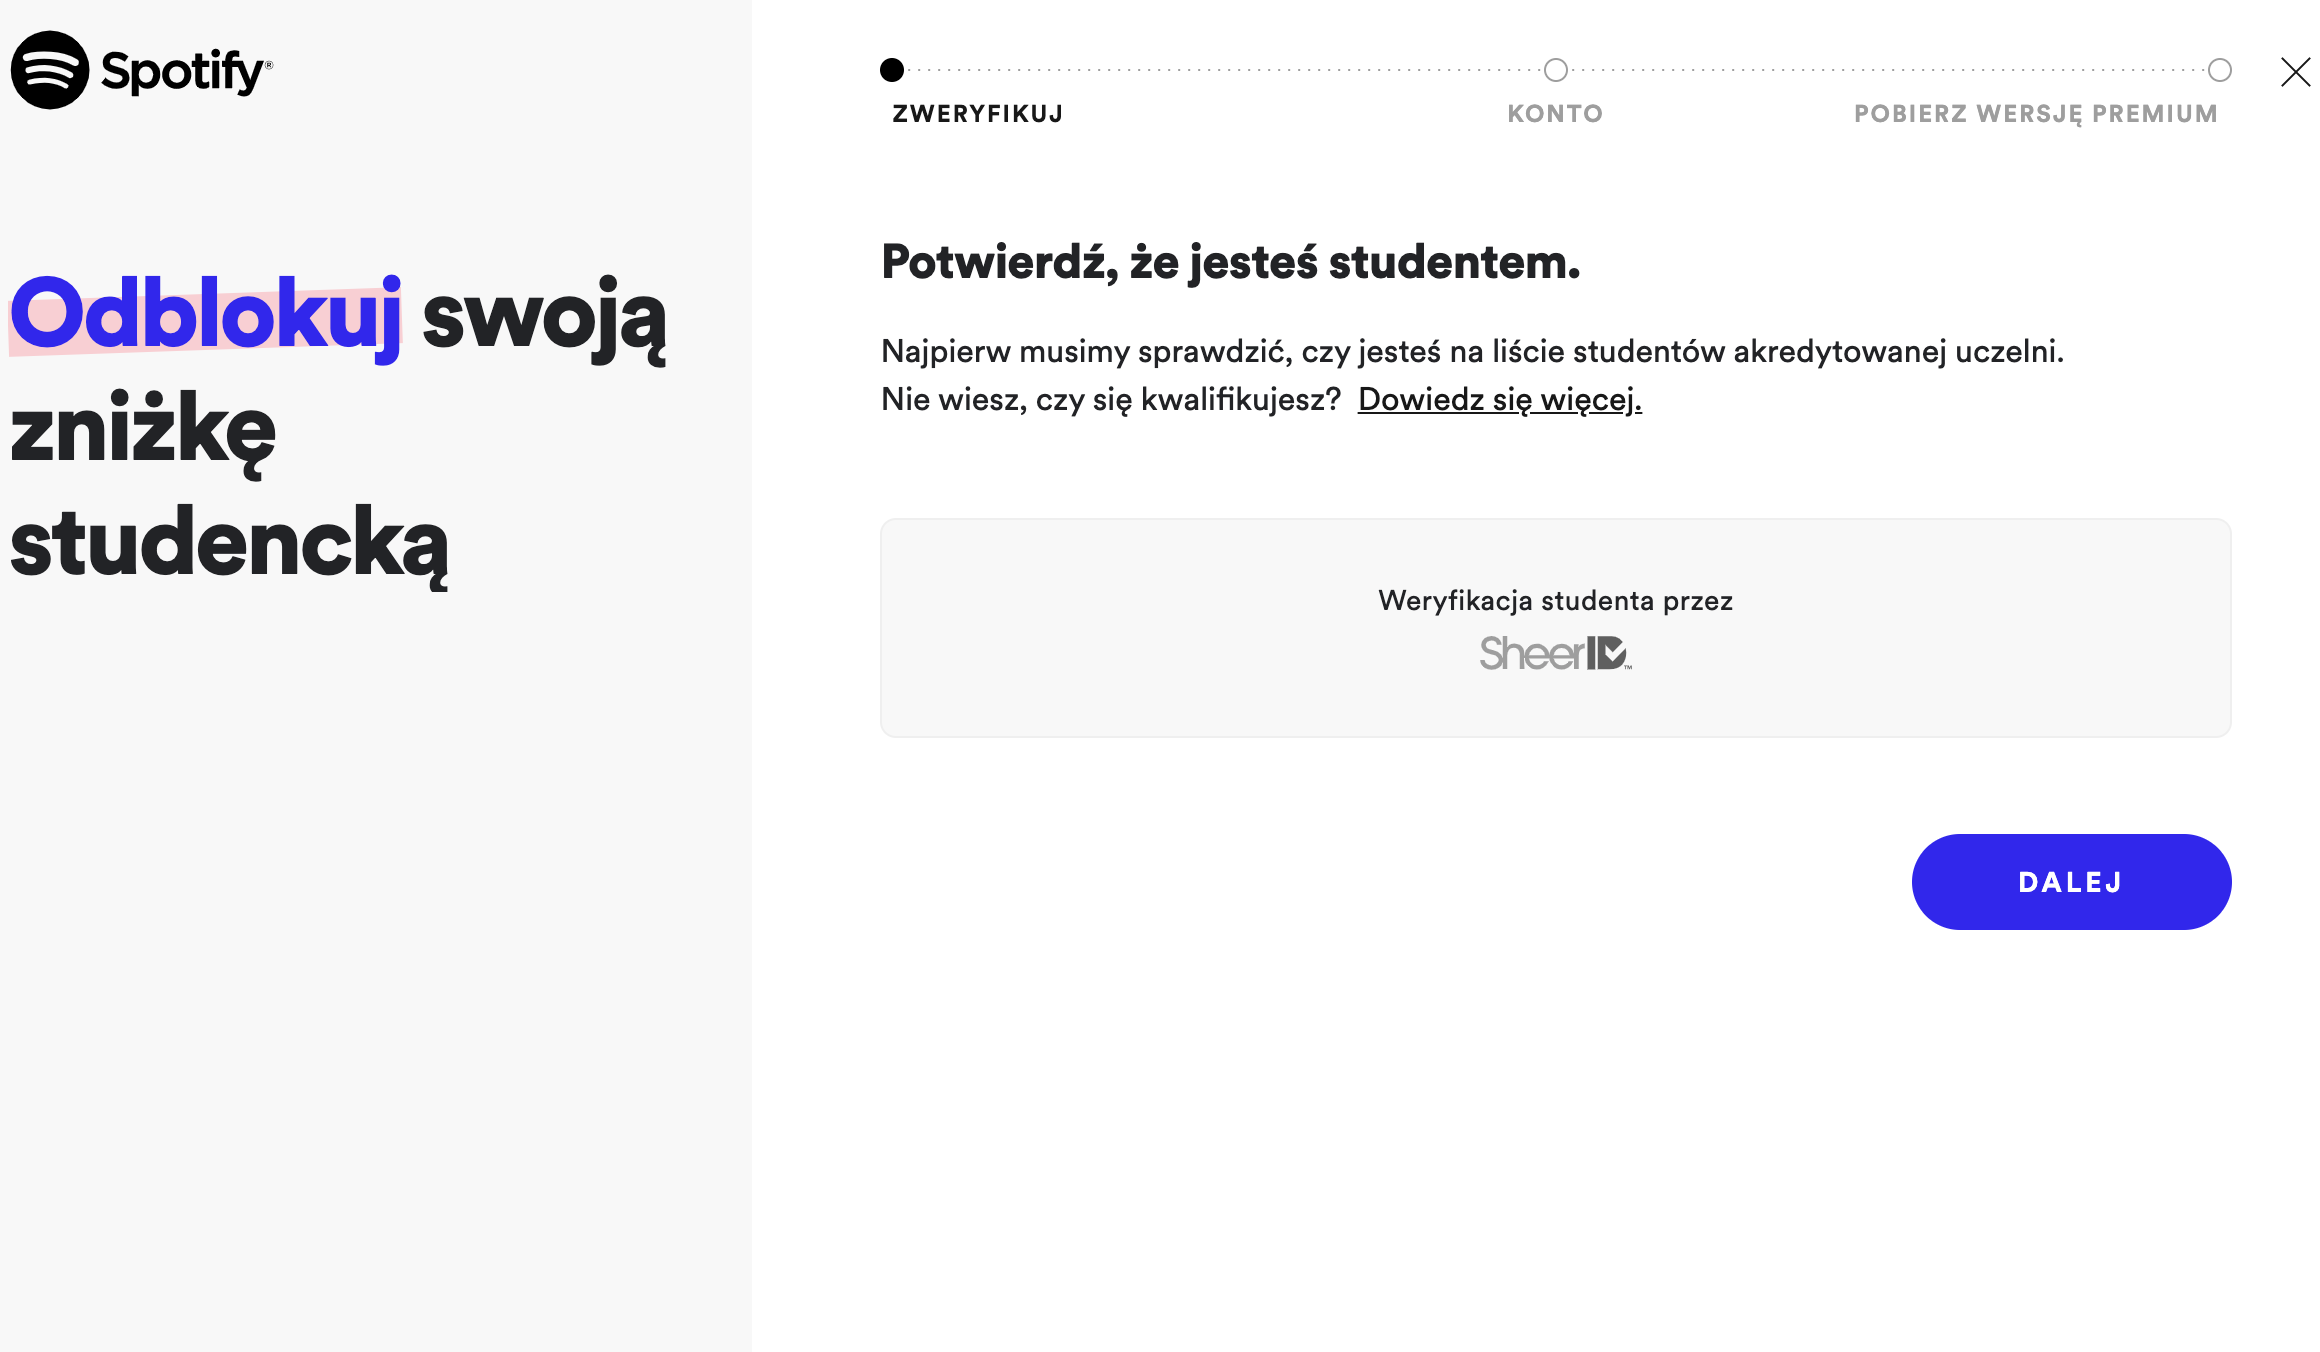 Spotify®
Odblokuj swoją
zniżkę
studencką
ZWERYFIKUJ
KONTO
POBIERZ WERSJĘ PREMIUM
Potwierdź, że jesteś studentem.
Najpierw musimy sprawdzić, czy jesteś na liście studentów akredytowanej uczelni.
Nie wiesz, czy się kwalifikujesz? Dowiedz się więcej.
Weryfikacja studenta przez
SheerID™
DALEJ